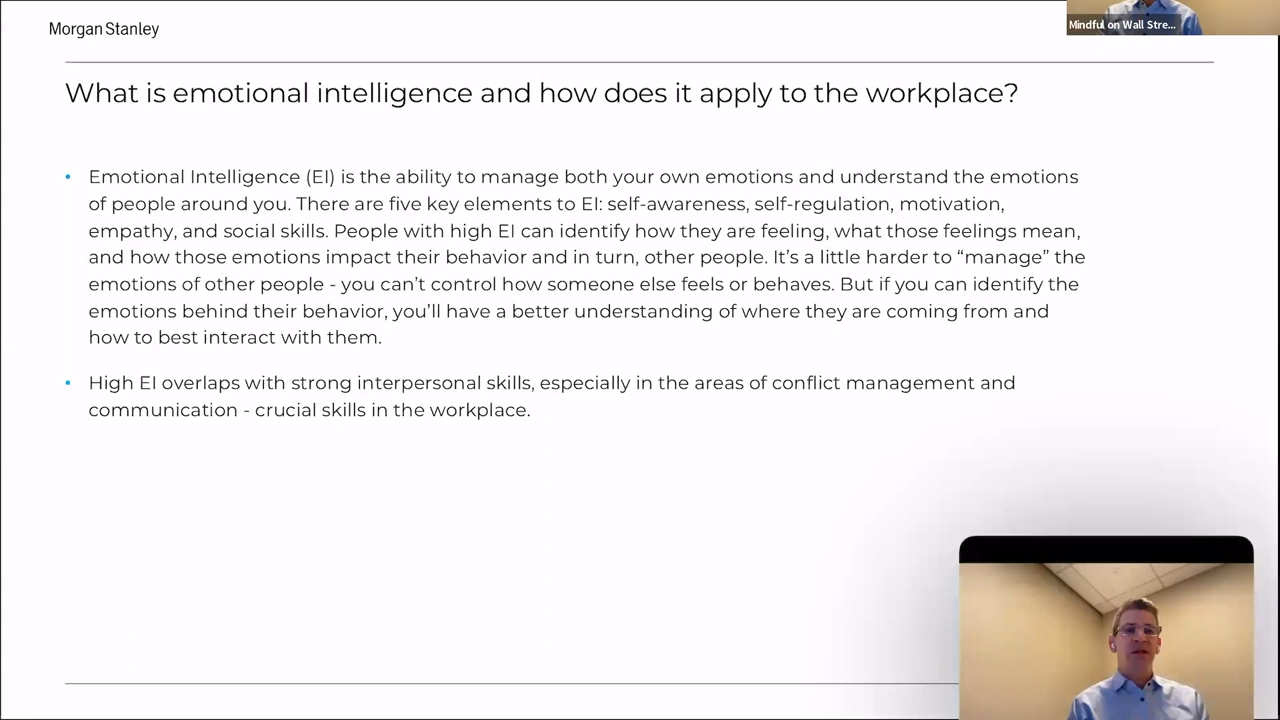 Morgan Stanley
Mindful on Wall Stre...
What is emotional intelligence and how does it apply to the workplace?
• Emotional Intelligence (EI) is the ability to manage both your own emotions and understand the emotions
of people around you. There are five key elements to EI: self-awareness, self-regulation, motivation,
empathy, and social skills. People with high EI can identify how they are feeling, what those feelings mean,
and how those emotions impact their behavior and in turn, other people. It’s a little harder to “manage” the
emotions of other people - you can’t control how someone else feels or behaves. But if you can identify the
emotions behind their behavior, you’ll have a better understanding of where they are coming from and
how to best interact with them.
• High EI overlaps with strong interpersonal skills, especially in the areas of conflict management and
communication - crucial skills in the workplace.